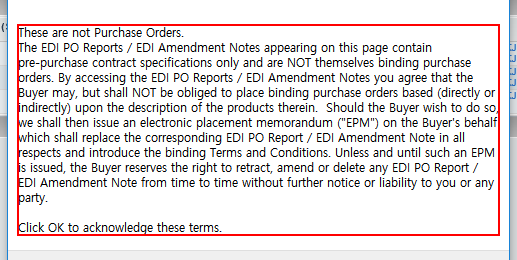 These are not Purchase Orders.
The EDI PO Reports / EDI Amendment Notes appearing on this page contain
pre-purchase contract specifications only and are NOT themselves binding purchase
orders. By accessing the EDI PO Reports / EDI Amendment Notes you agree that the
Buyer may, but shall NOT be obliged to place binding purchase orders based (directly or
indirectly) upon the description of the products therein.  Should the Buyer wish to do so,
we shall then issue an electronic placement memorandum ("EPM") on the Buyer's behalf
which shall replace the corresponding EDI PO Report / EDI Amendment Note in all
respects and introduce the binding Terms and Conditions. Unless and until such an EPM
is issued, the Buyer reserves the right to retract, amend or delete any EDI PO Report /
EDI Amendment Note from time to time without further notice or liability to you or any
party.
Click OK to acknowledge these terms.